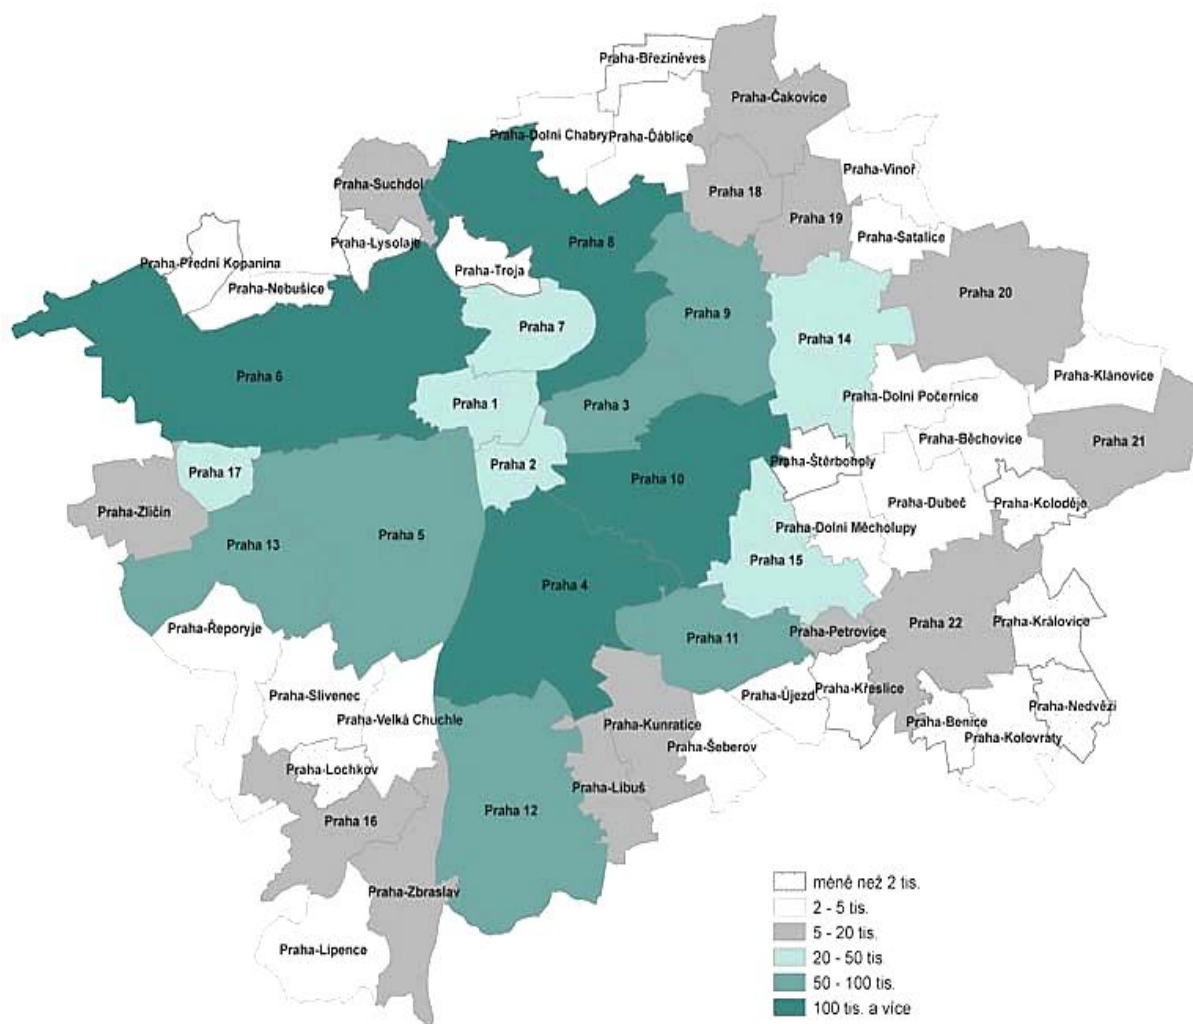 Praha-Březiněves
Praha-Čakovice
Praha-Dolní Chabry
Praha-Ďáblice
Praha-Vinoř
Praha-Suchdol
Praha 18
Praha 19
Praha-Satalice
Praha-Lysolaje
Praha 8
Praha-Přední Kopanina
Praha-Troja
Praha-Nebušice
Praha 20
Praha 9
Praha 7
Praha 14
Praha 6
Praha-Klánovice
Praha-Dolní Počernice
Praha 1
Praha 3
Praha-Běchovice
Praha 21
Praha-Štěrboholy
Praha 2
Praha 17
Praha 10
Praha-Dubeč
Praha-Koloděje
Praha-Zličín
Praha-Dolní Měcholupy
Praha 5
Praha 13
Praha 15
Praha 4
Praha-Řeporyje
Praha 11
Praha-Petrovice
Praha 22
Praha-Královice
Praha-Slivenec
Praha-Újezd
Praha-Křeslice
Praha-Nedvězí
Praha-Velká Chuchle
Praha-Kunratice
Praha-Benice
Praha-Kolovraty
Praha-Šeberov
Praha-Lochkov
Praha-Libuš
Praha 12
Praha 16
Praha-Zbraslav
Praha-Lipence
méně než 2 tis.
2 - 5 tis.
5 - 20 tis.
20 - 50 tis
50 - 100 tis.
100 tis. a více